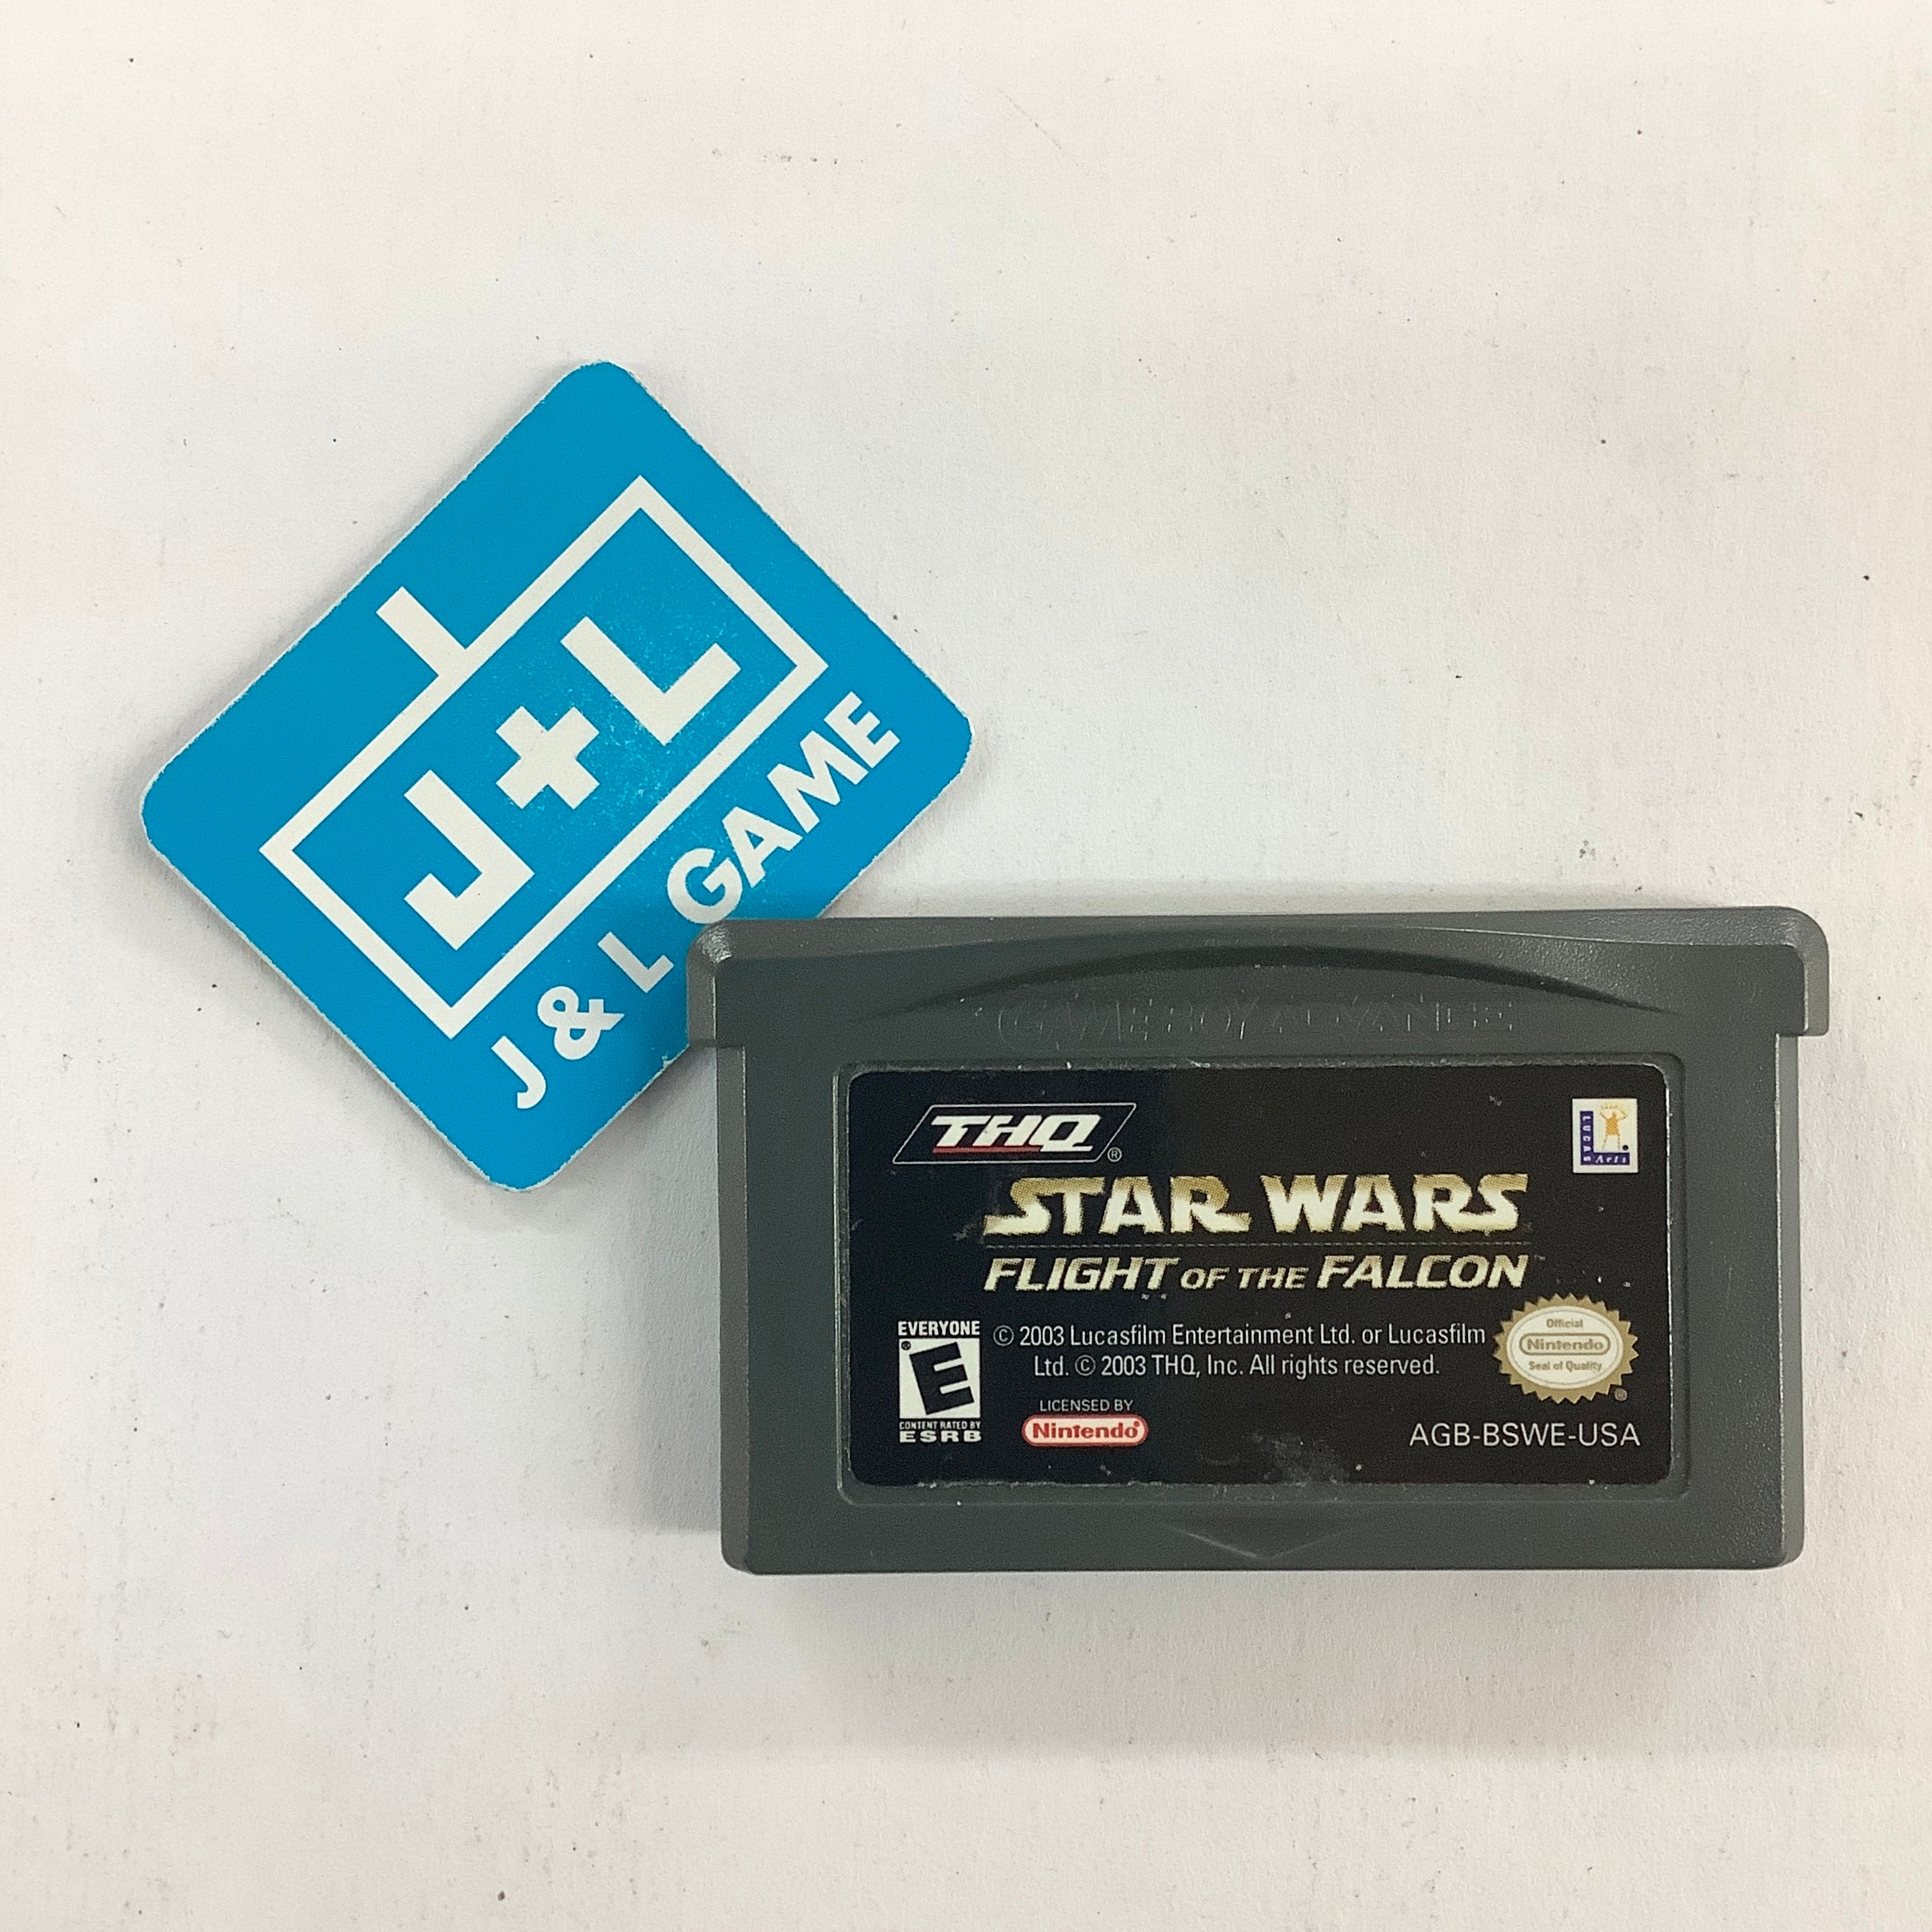 J+L
J & L GAME
GAME BOY ADVANCE
THQ®
LUCAS
Arts
STAR WARS
FLIGHT OF THE FALCON
EVERYONE
E
CONTENT RATED BY
ESRB
© 2003 Lucasfilm Entertainment Ltd. or Lucasfilm
Ltd. © 2003 THQ, Inc. All rights reserved.
LICENSED BY
Nintendo®
Official
Nintendo
Seal of Quality
®
AGB-BSWE-USA